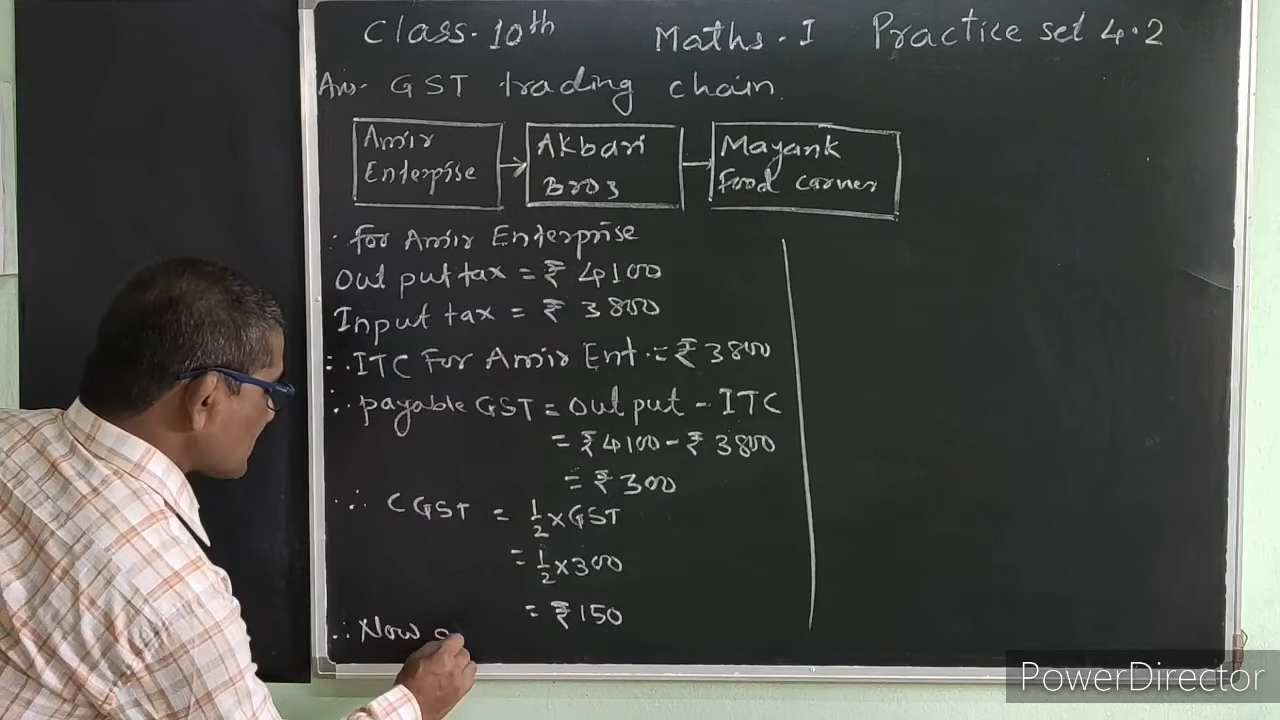 Class. 10th Maths. I Practice set 4.2
Ans- GST trading chain.
Amir
Enterpise
Akbari
Bros
Mayank
Food corner
∴ for Amir Enterprise
Out put tax = ₹ 4100
Input tax = ₹ 3800
∴ ITC For Amir Ent. = ₹ 3800
∴ payable GST = Out put - ITC
= ₹ 4100 - ₹ 3800
= ₹ 300
∴ CGST = 1/2 × GST
= 1/2 × 300
= ₹ 150
∴ Now
PowerDirector